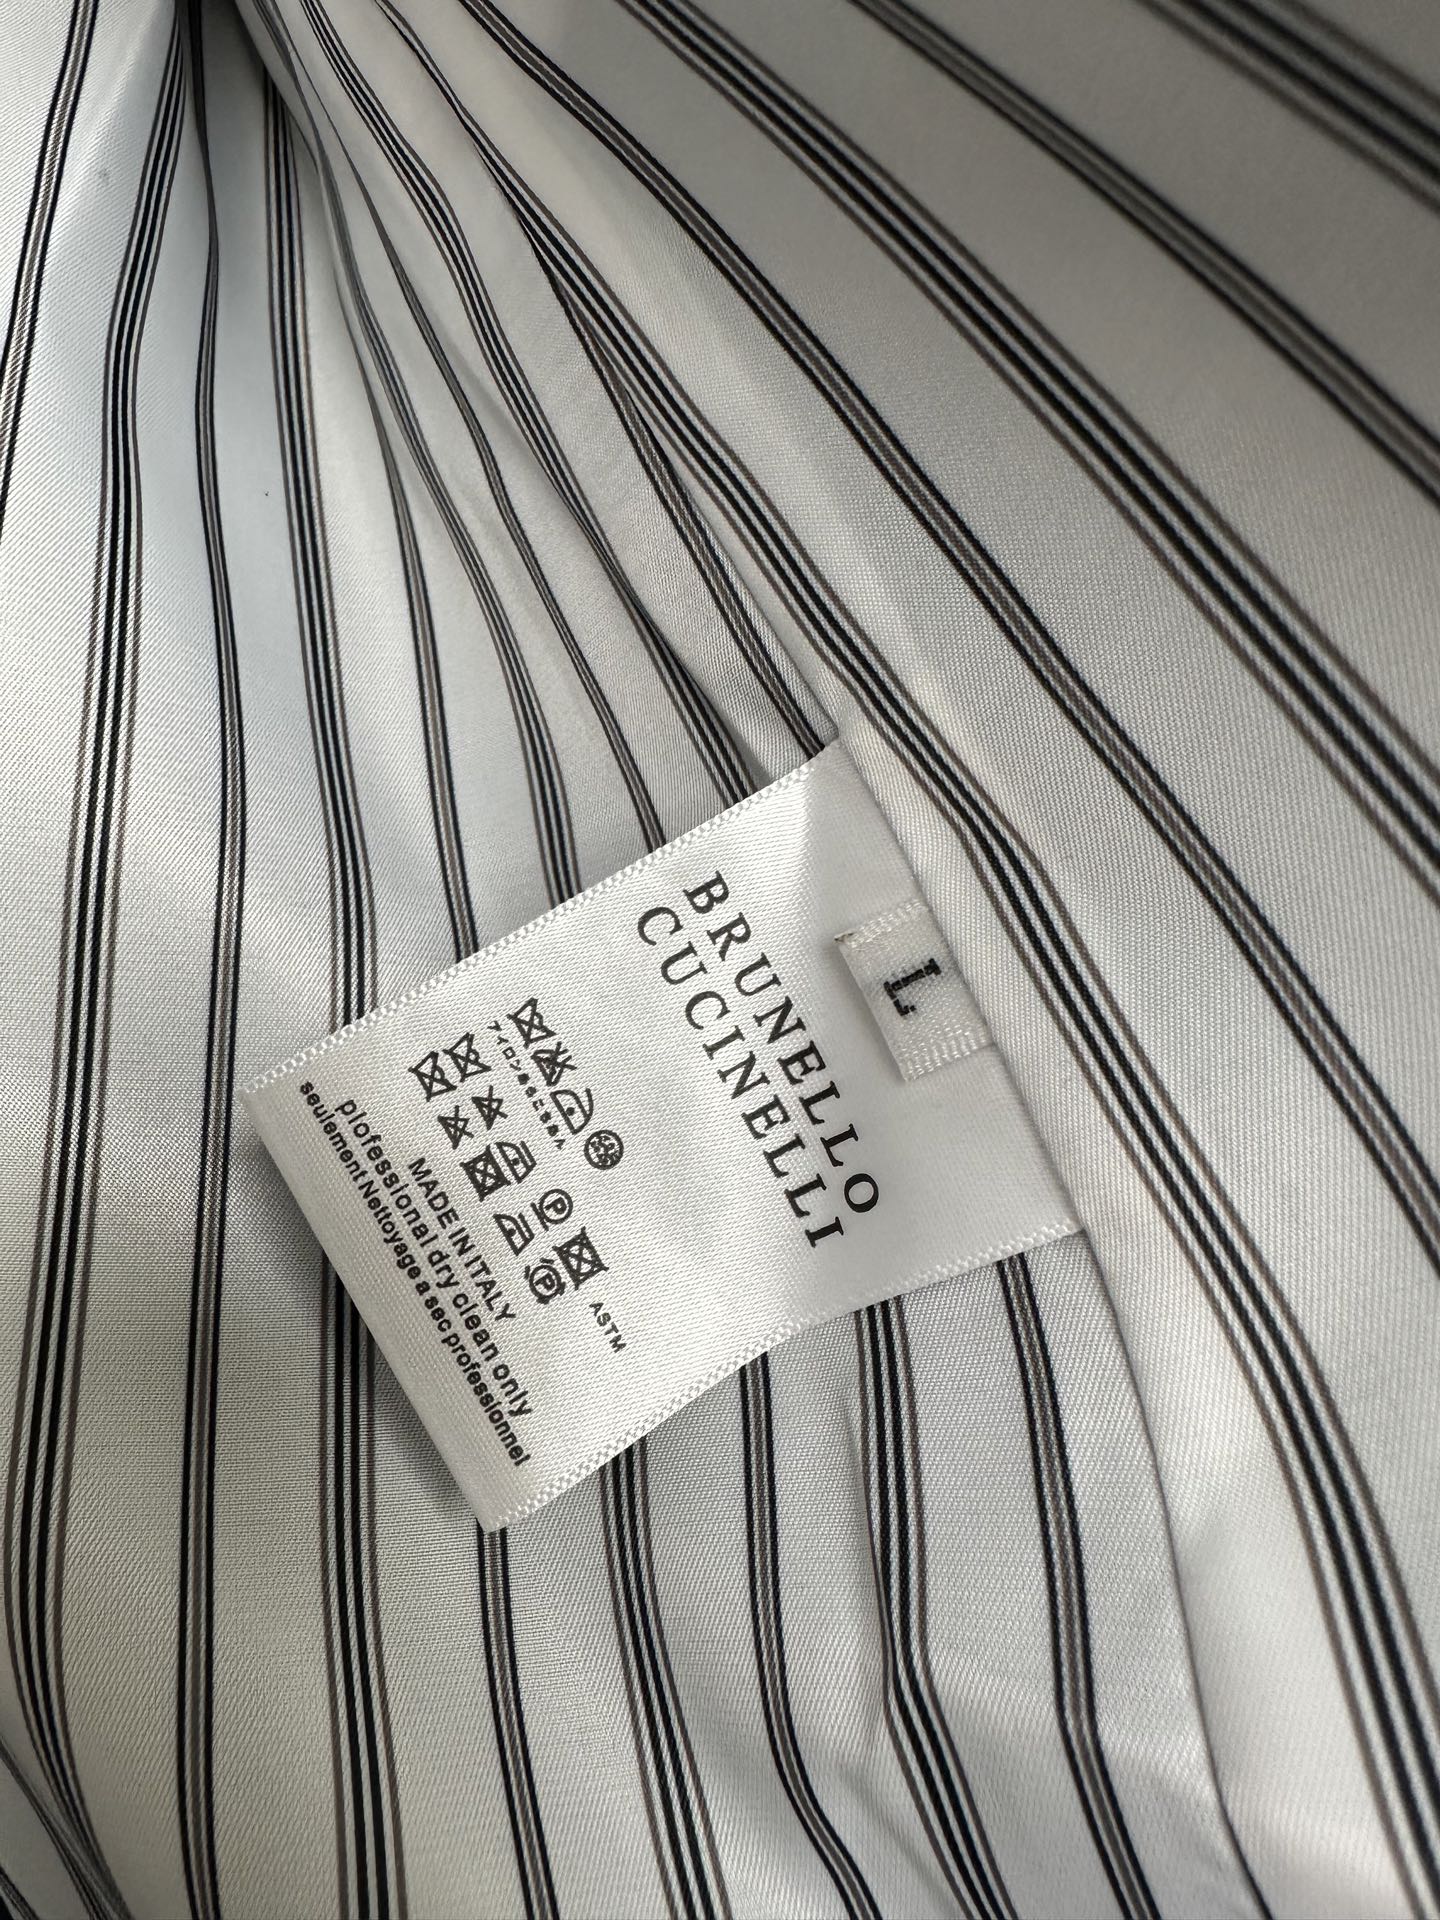 L
BRUNELLO
CUCINELLI
ASTM
MADE IN ITALY
plofessional dry clean only
seulement Nettoyage a sec professionnel